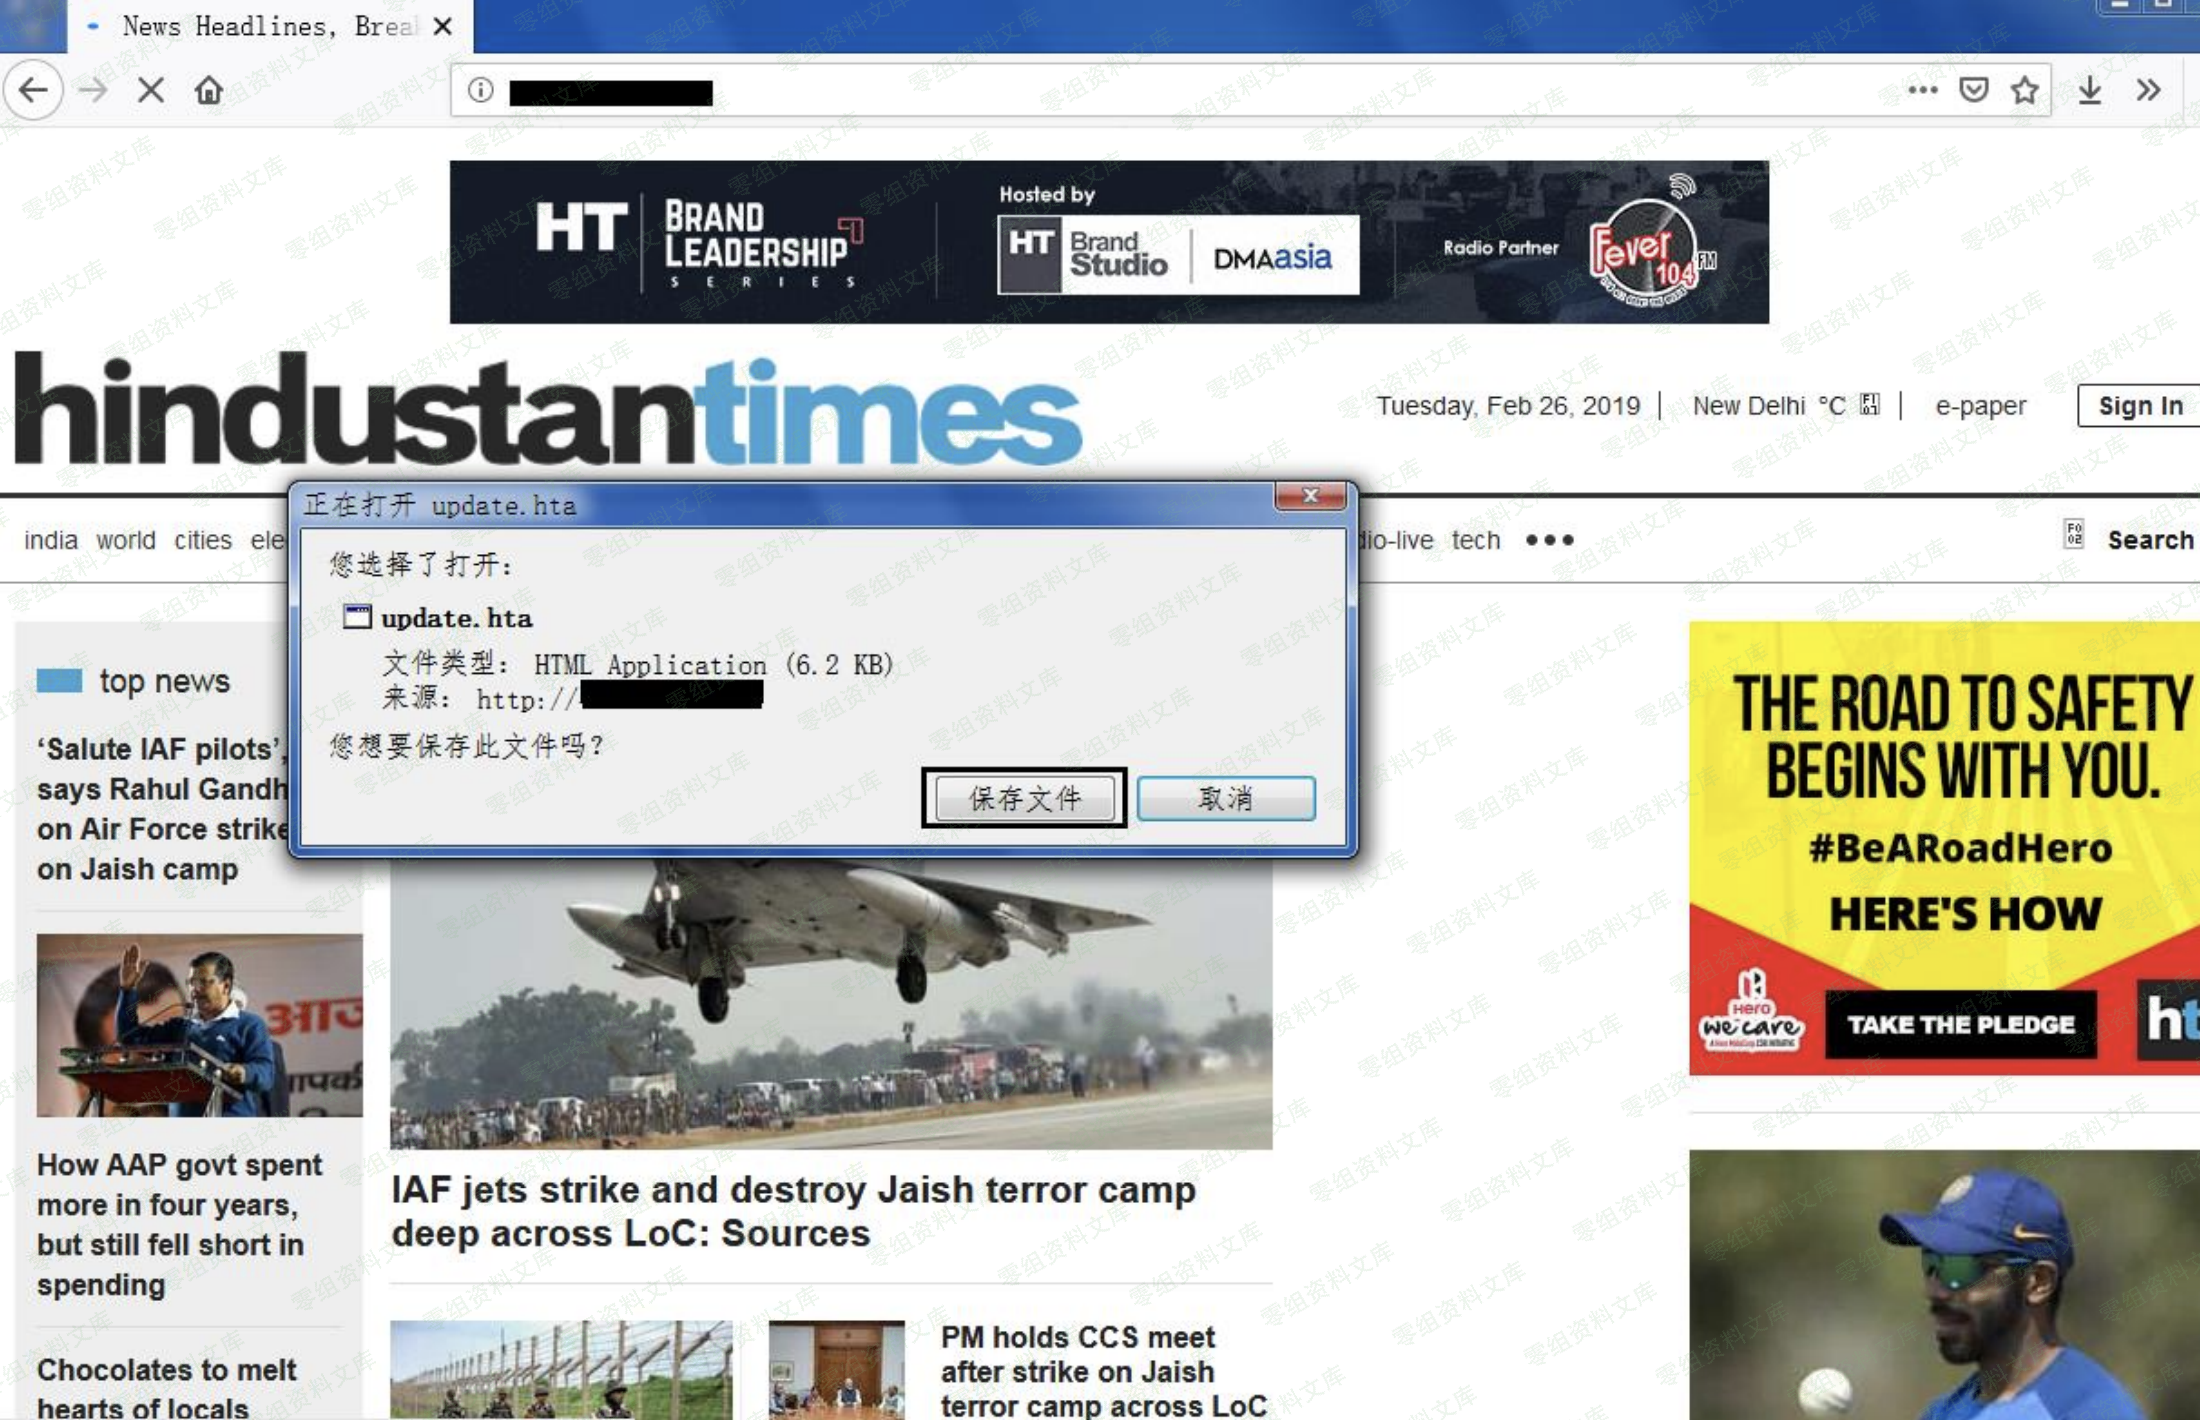 News Headlines, Brea
HT BRAND LEADERSHIP SERIES
Hosted by
HT Brand Studio DMAasia
Radio Partner
Fever 104 FM
hindustantimes
Tuesday, Feb 26, 2019 | New Delhi °C | e-paper
Sign In
正在打开 update.hta
india world cities ele
dio-live tech •••
Search
您选择了打开:
update.hta
文件类型: HTML Application (6.2 KB)
来源: http://
您想要保存此文件吗?
保存文件
取消
top news
‘Salute IAF pilots’,
says Rahul Gandh
on Air Force strike
on Jaish camp
How AAP govt spent
more in four years,
but still fell short in
spending
Chocolates to melt
hearts of locals
IAF jets strike and destroy Jaish terror camp
deep across LoC: Sources
PM holds CCS meet
after strike on Jaish
terror camp across LoC
THE ROAD TO SAFETY
BEGINS WITH YOU.
#BeARoadHero
HERE'S HOW
Hero
we care
TAKE THE PLEDGE
ht
零组资料文库